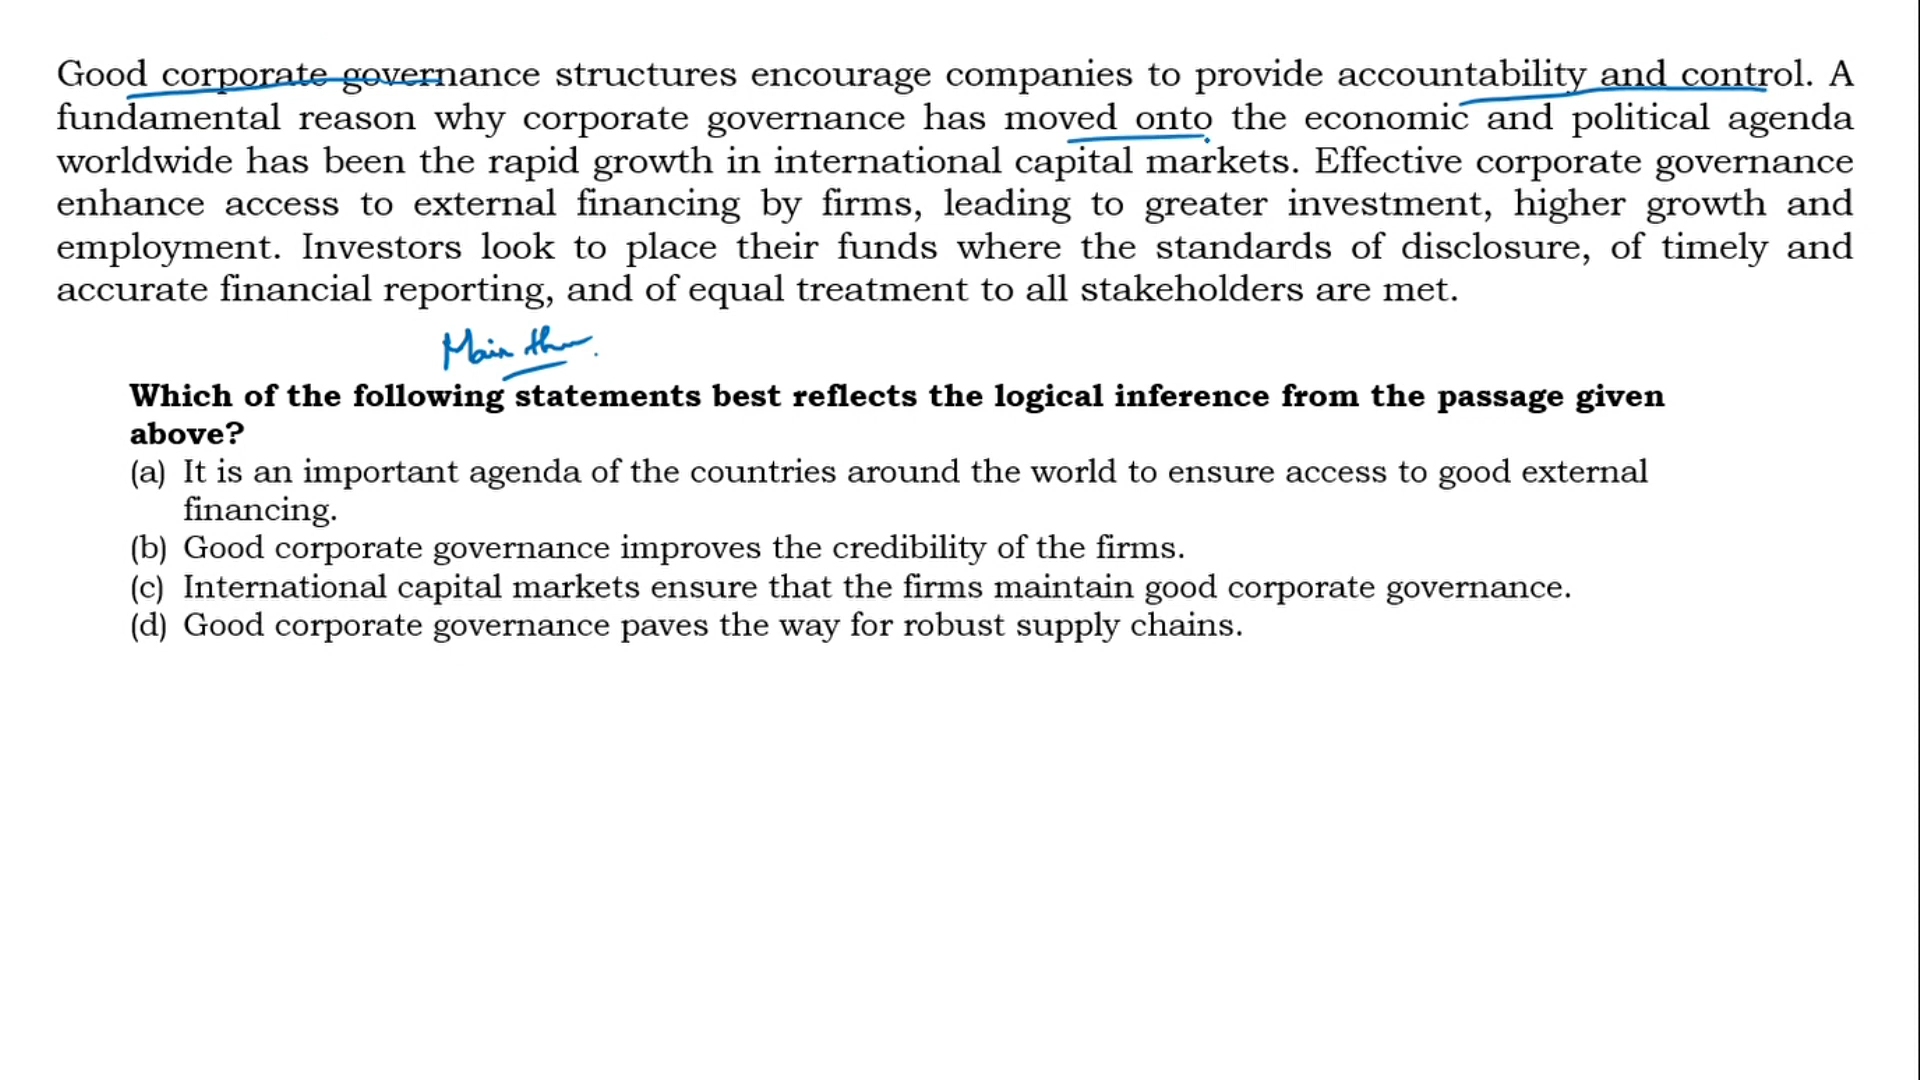 Good corporate governance structures encourage companies to provide accountability and control. A
fundamental reason why corporate governance has moved onto the economic and political agenda
worldwide has been the rapid growth in international capital markets. Effective corporate governance
enhance access to external financing by firms, leading to greater investment, higher growth and
employment. Investors look to place their funds where the standards of disclosure, of timely and
accurate financial reporting, and of equal treatment to all stakeholders are met.
Main
Which of the following statements best reflects the logical inference from the passage given
above?
(a) It is an important agenda of the countries around the world to ensure access to good external
financing.
(b) Good corporate governance improves the credibility of the firms.
(c) International capital markets ensure that the firms maintain good corporate governance.
(d) Good corporate governance paves the way for robust supply chains.